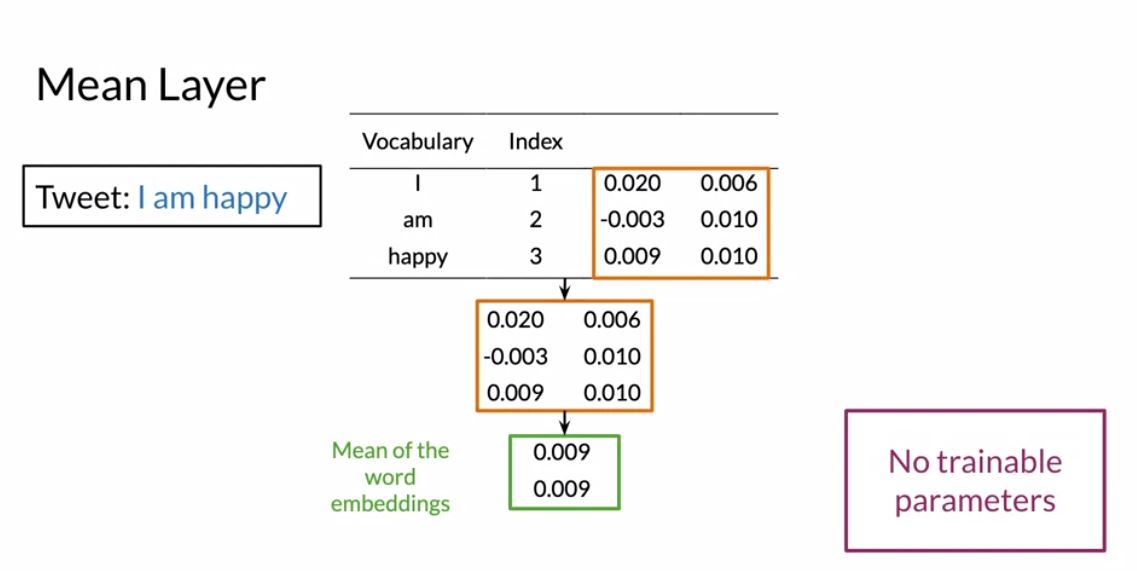 Mean Layer
Tweet: I am happy
Vocabulary Index
I 1 0.020 0.006
am 2 -0.003 0.010
happy 3 0.009 0.010
0.020 0.006
-0.003 0.010
0.009 0.010
Mean of the
word
embeddings
0.009
0.009
No trainable
parameters